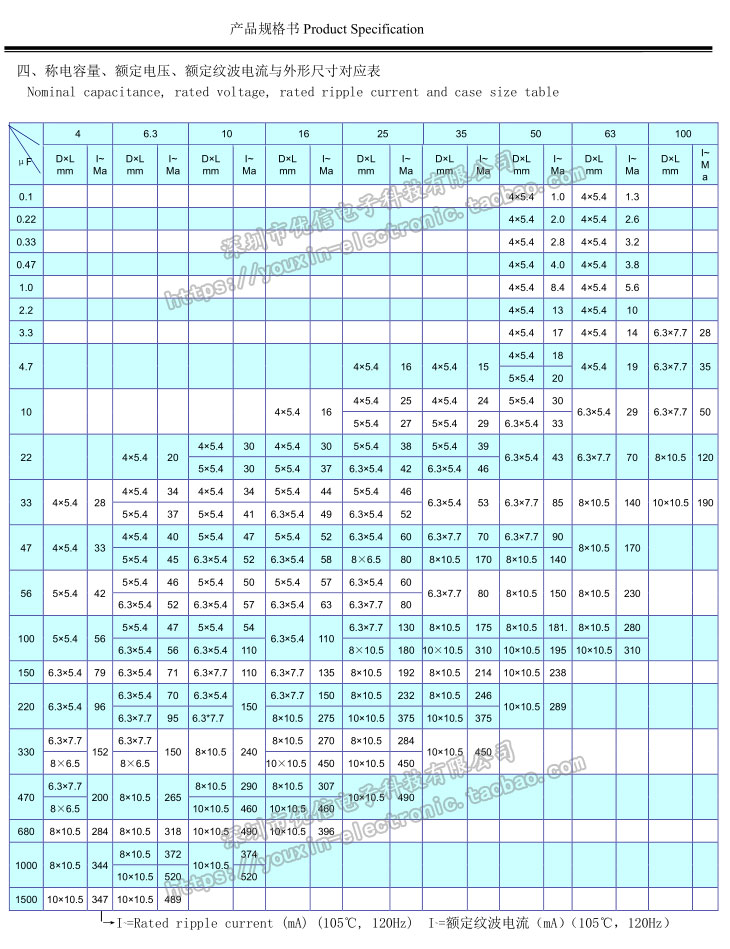 产品规格书 Product Specification
四、称电容量、额定电压、额定纹波电流与外形尺寸对应表
Nominal capacitance, rated voltage, rated ripple current and case size table
4 6.3 10 16 25 35 50 63 100
μF D×L mm I~ Ma D×L mm I~ Ma D×L mm I~ Ma D×L mm I~ Ma D×L mm I~ Ma D×L mm I~ Ma D×L mm I~ Ma D×L mm I~ Ma D×L mm I~ M a
0.1 4×5.4 1.0 4×5.4 1.3
0.22 4×5.4 2.0 4×5.4 2.6
0.33 4×5.4 2.8 4×5.4 3.2
0.47 4×5.4 4.0 4×5.4 3.8
1.0 4×5.4 8.4 4×5.4 5.6
2.2 4×5.4 13 4×5.4 10
3.3 4×5.4 17 4×5.4 14 6.3×7.7 28
4.7 4×5.4 16 4×5.4 15 4×5.4 18 4×5.4 19 6.3×7.7 35
5×5.4 20
10 4×5.4 16 4×5.4 25 4×5.4 24 5×5.4 30 6.3×5.4 29 6.3×7.7 50
5×5.4 27 5×5.4 29 6.3×5.4 33
22 4×5.4 20 4×5.4 30 4×5.4 30 5×5.4 38 5×5.4 39 6.3×5.4 43 6.3×7.7 70 8×10.5 120
5×5.4 30 5×5.4 37 6.3×5.4 42 6.3×5.4 46
33 4×5.4 28 4×5.4 34 4×5.4 34 5×5.4 44 5×5.4 46 6.3×5.4 53 6.3×7.7 85 8×10.5 140 10×10.5 190
5×5.4 37 5×5.4 41 6.3×5.4 49 6.3×5.4 52
47 4×5.4 33 4×5.4 40 5×5.4 47 5×5.4 52 6.3×5.4 60 6.3×7.7 70 6.3×7.7 90 8×10.5 170
5×5.4 45 6.3×5.4 52 6.3×5.4 58 8×6.5 80 8×10.5 170 8×10.5 140
56 5×5.4 42 5×5.4 46 5×5.4 50 5×5.4 57 6.3×5.4 60 6.3×7.7 80 8×10.5 150 8×10.5 230
6.3×5.4 52 6.3×5.4 57 6.3×5.4 63 6.3×7.7 80
100 5×5.4 56 5×5.4 47 5×5.4 54 6.3×5.4 110 6.3×7.7 130 8×10.5 175 8×10.5 181. 8×10.5 280
6.3×5.4 56 6.3×5.4 110 8×10.5 180 10×10.5 310 10×10.5 195 10×10.5 310
150 6.3×5.4 79 6.3×5.4 71 6.3×7.7 110 6.3×7.7 135 8×10.5 192 8×10.5 214 10×10.5 238
220 6.3×5.4 96 6.3×5.4 70 6.3×5.4 150 6.3×7.7 150 8×10.5 232 8×10.5 246 10×10.5 289
6.3×7.7 95 6.3*7.7 8×10.5 275 10×10.5 375 10×10.5 375
330 6.3×7.7 152 6.3×7.7 150 8×10.5 240 8×10.5 270 8×10.5 284 10×10.5 450
8×6.5 8×6.5 10×10.5 450 10×10.5 450
470 6.3×7.7 200 8×10.5 265 8×10.5 290 8×10.5 307 10×10.5 490
8×6.5 10×10.5 460 10×10.5 460
680 8×10.5 284 8×10.5 318 10×10.5 490 10×10.5 396
1000 8×10.5 344 8×10.5 372 10×10.5 374
10×10.5 520 520
1500 10×10.5 347 10×10.5 489
I~=Rated ripple current (mA) (105℃, 120Hz) I~=额定纹波电流（mA）（105℃，120Hz）
深圳市优信电子科技有限公司
https://youxin-electronic.taobao.com
深圳市优信电子科技有限公司
https://youxin-electronic.taobao.com